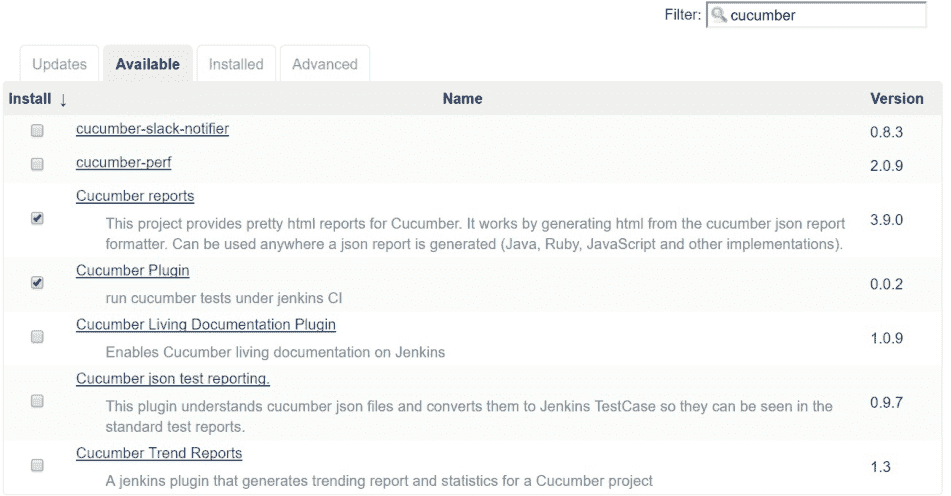 Filter: cucumber
Updates Available Installed Advanced
Install ↓ Name Version
cucumber-slack-notifier 0.8.3
cucumber-perf 2.0.9
Cucumber reports
This project provides pretty html reports for Cucumber. It works by generating html from the cucumber json report
formatter. Can be used anywhere a json report is generated (Java, Ruby, JavaScript and other implementations).
3.9.0
Cucumber Plugin
run cucumber tests under jenkins CI
0.0.2
Cucumber Living Documentation Plugin
Enables Cucumber living documentation on Jenkins
1.0.9
Cucumber json test reporting.
This plugin understands cucumber json files and converts them to Jenkins TestCase so they can be seen in the
standard test reports.
0.9.7
Cucumber Trend Reports
A jenkins plugin that generates trending report and statistics for a Cucumber project
1.3